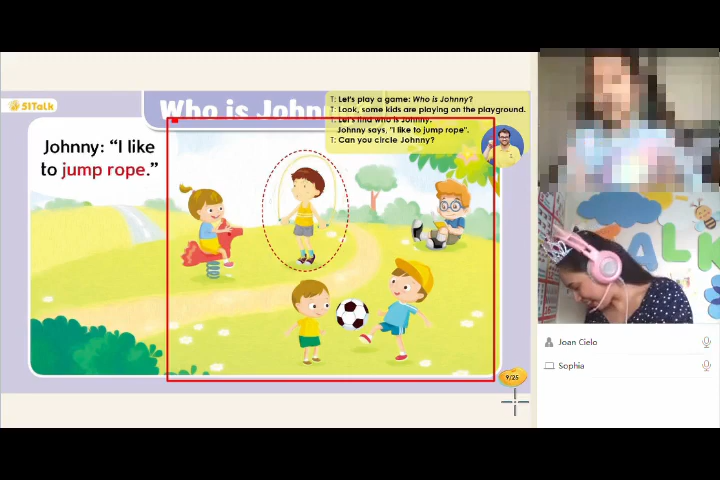 51Talk
Who is John
T: Let's play a game: Who is Johnny?
T: Look, some kids are playing on the playground.
T: Let's find who is Johnny.
Johnny says, "I like to jump rope".
T: Can you circle Johnny?
Johnny: “I like
to jump rope.”
9/25
ALK
Joan Cielo
Sophia